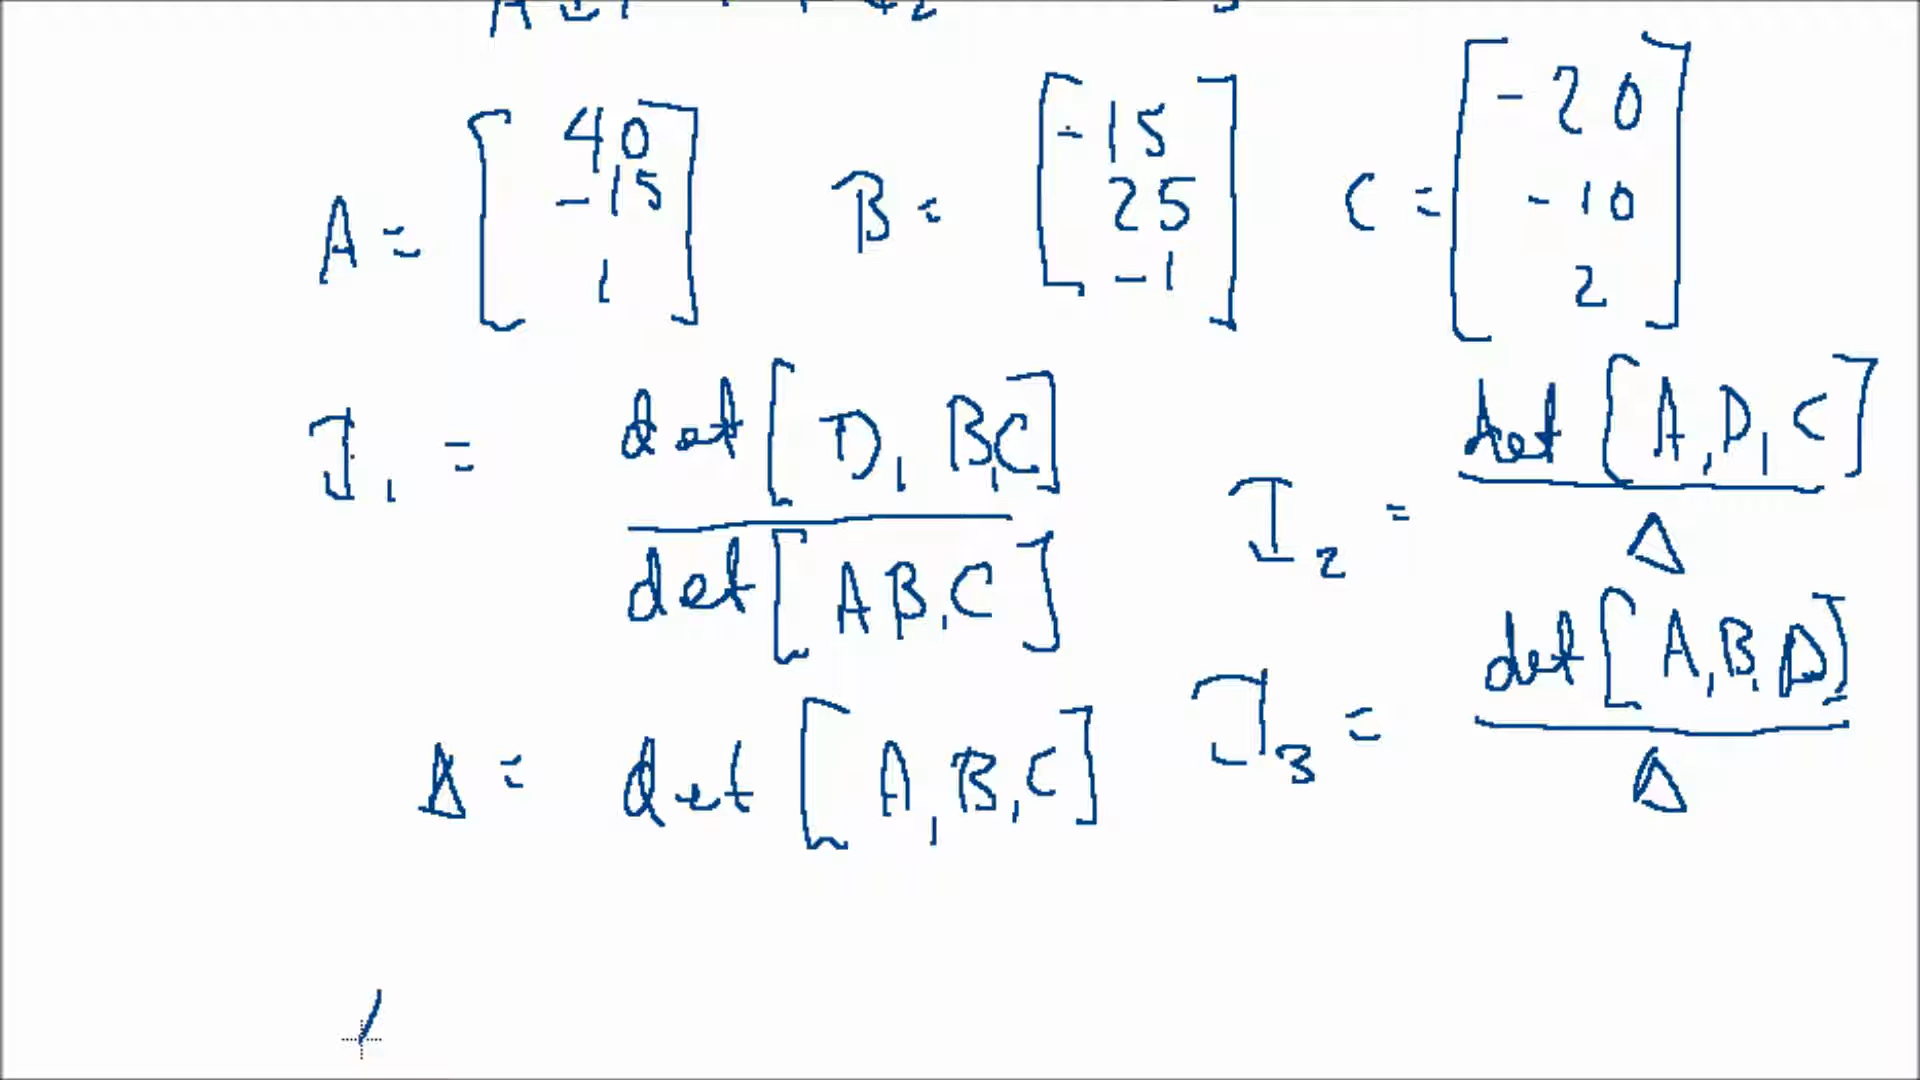 A = [ 40 -15 1 ] B = [ -15 25 -1 ] C = [ -20 -10 2 ]
I1 = det[ D, B,C] / det[ A B,C ] I2 = det [ A,D, C ] / Δ
Δ = det [ A, B, C ] I3 = det[ A, B, D] / Δ